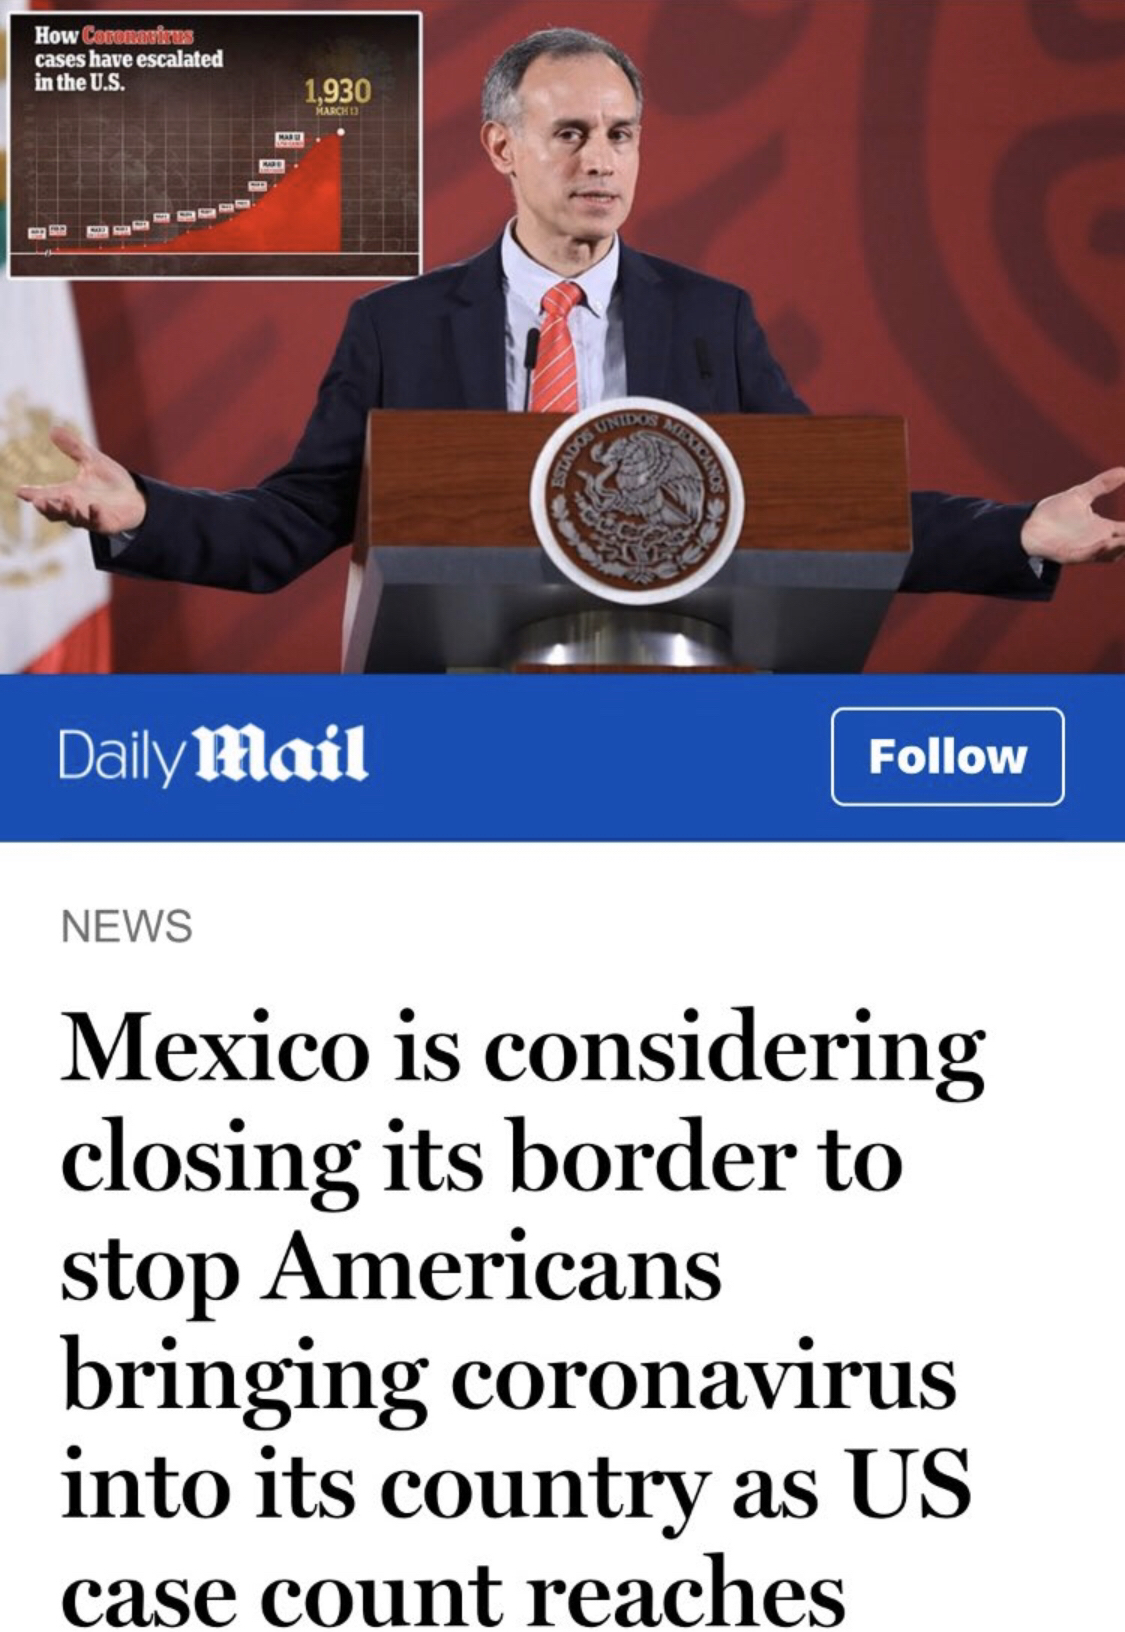 How Coronavirus
cases have escalated
in the U.S.
1,930
MARCH 13
ESTADOS UNIDOS MEXICANOS
Daily Mail
Follow
NEWS
Mexico is considering
closing its border to
stop Americans
bringing coronavirus
into its country as US
case count reaches